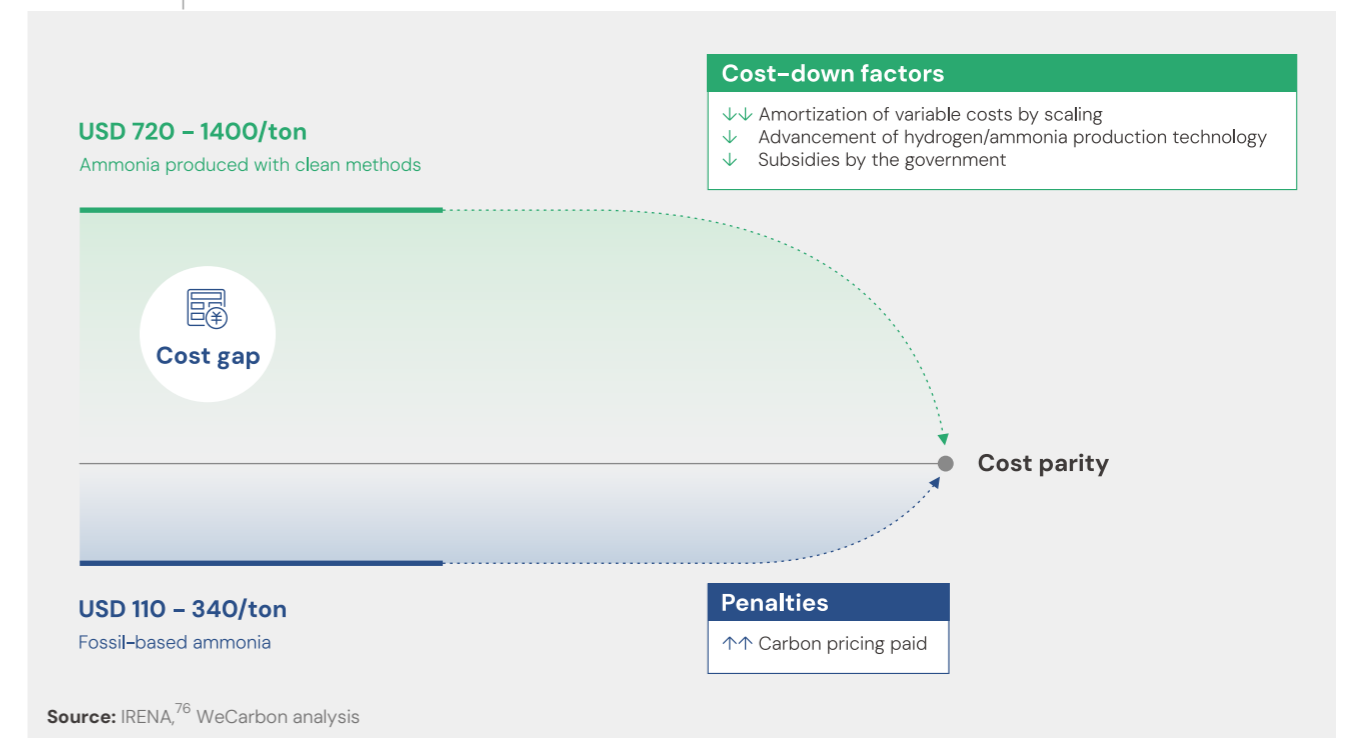 Cost-down factors
↓↓ Amortization of variable costs by scaling
↓ Advancement of hydrogen/ammonia production technology
↓ Subsidies by the government
USD 720 – 1400/ton
Ammonia produced with clean methods
¥
Cost gap
Cost parity
USD 110 – 340/ton
Fossil-based ammonia
Penalties
↑↑ Carbon pricing paid
Source: IRENA,76 WeCarbon analysis